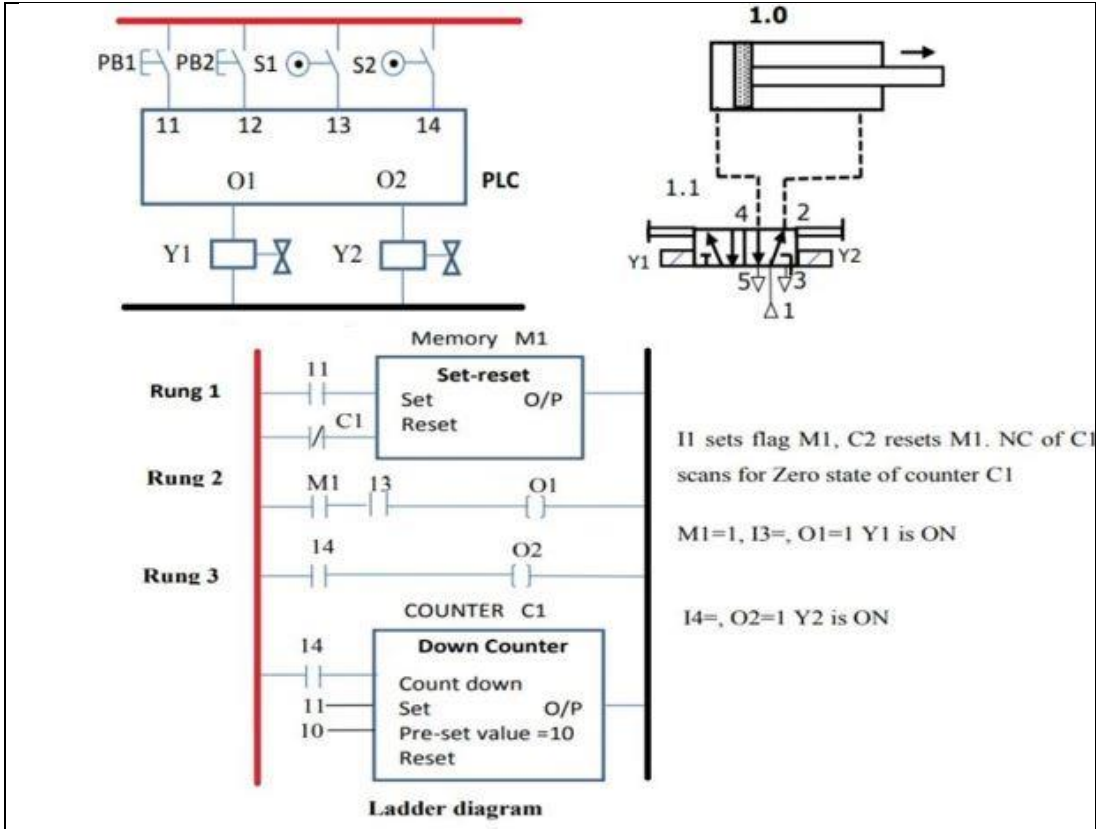 1.0
PB1 PB2 S1 S2
11 12 13 14
O1 O2 PLC
Y1 Y2
1.1
4 2
Y1 Y2
5 3
1
Memory M1
Rung 1
11
Set-reset
Set O/P
C1 Reset
I1 sets flag M1, C2 resets M1. NC of C1
scans for Zero state of counter C1
Rung 2
M1 13 O1
M1=1, I3=, O1=1 Y1 is ON
14 O2
Rung 3
I4=, O2=1 Y2 is ON
COUNTER C1
I4 Down Counter
Count down
11 Set O/P
10 Pre-set value =10
Reset
Ladder diagram